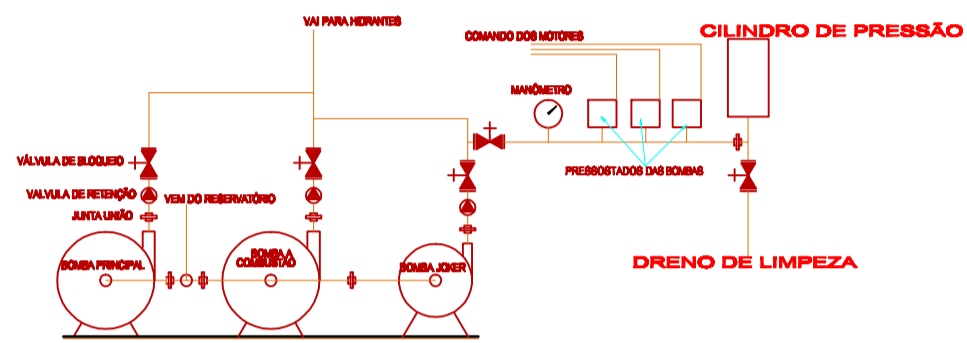 VAI PARA HIDRANTES
COMANDO DOS MOTORES
CILINDRO DE PRESSÃO
MANÔMETRO
VÁLVULA DE BLOQUEIO
PRESSOSTADOS DAS BOMBAS
VALVULA DE RETENÇÃO
VEM DO RESERVATÓRIO
JUNTA UNIÃO
BOMBA PRINCIPAL
BOMBA A
COMBUSTÃO
BOMBA JOKER
DRENO DE LIMPEZA